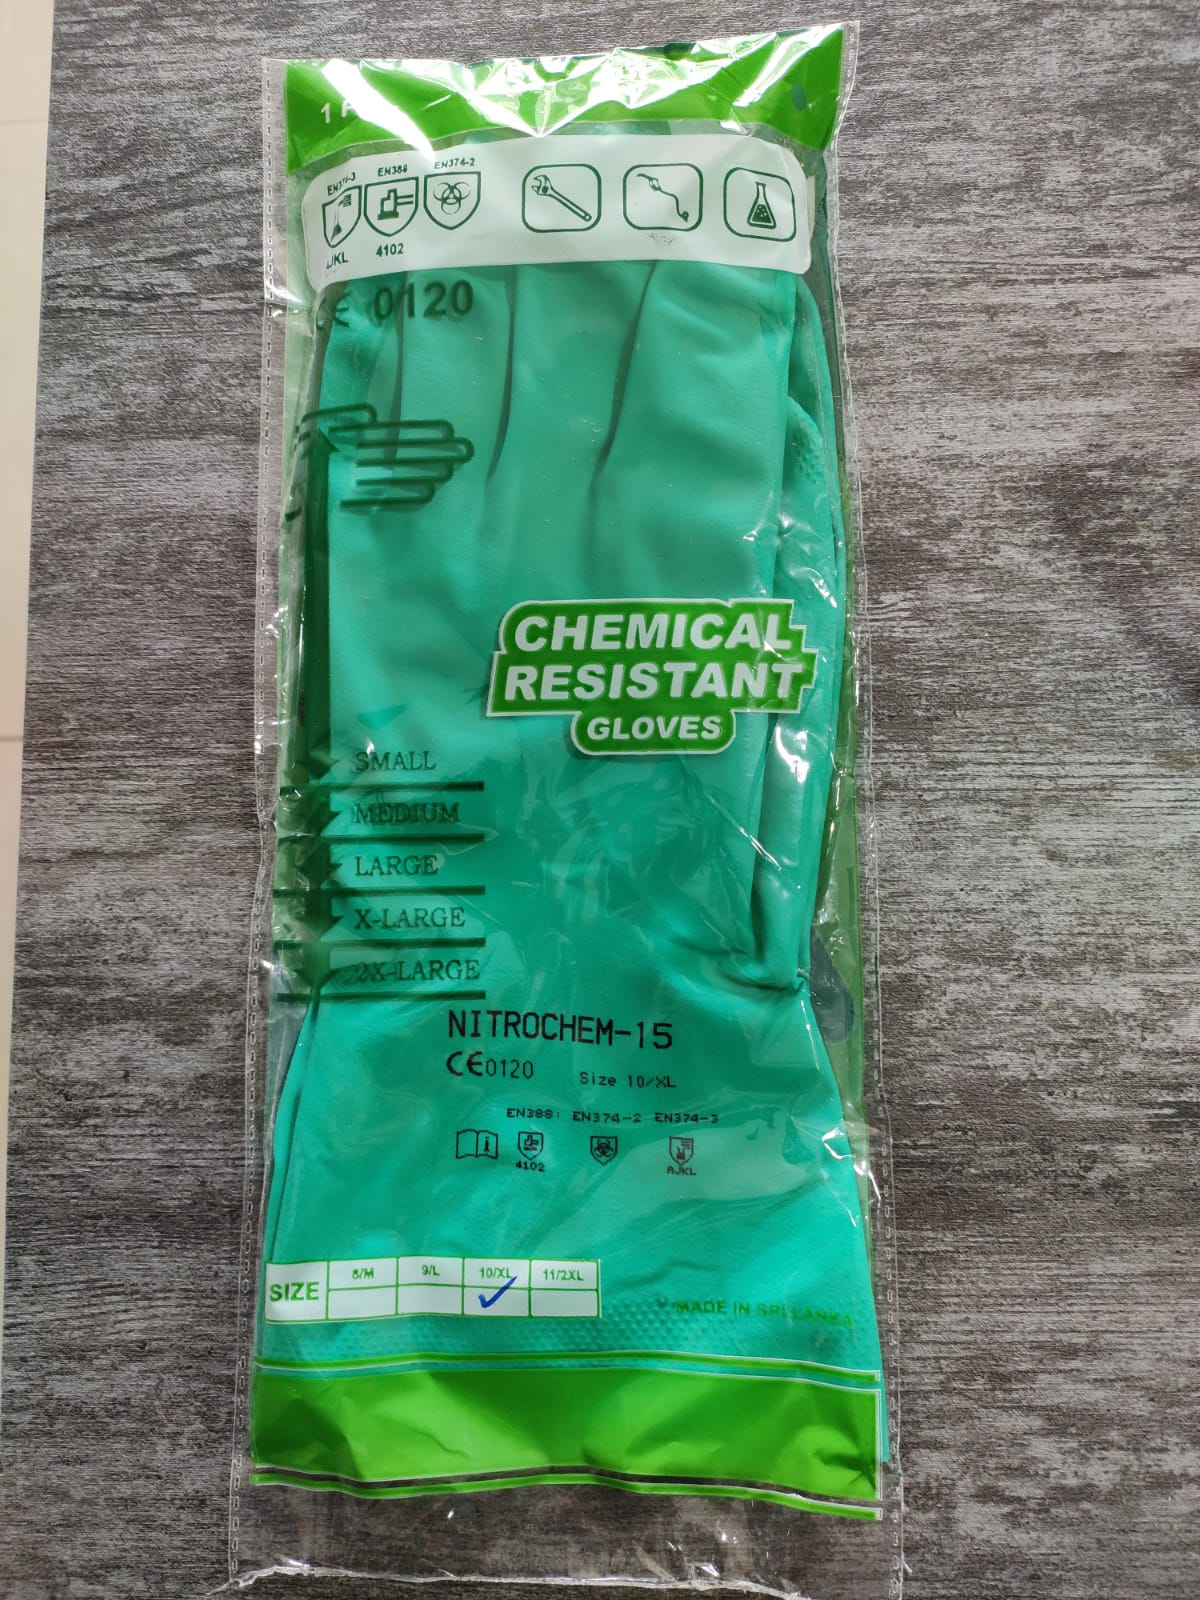 1
EN374-3 EN388 EN374-2
AJKL 4102
CE 0120
CHEMICAL
RESISTANT
GLOVES
SMALL
MEDIUM
LARGE
X-LARGE
2X-LARGE
NITROCHEM-15
CE0120 Size 10/XL
EN388: EN374-2 EN374-3
4102 AJKL
SIZE 8/M 9/L 10/XL 11/2XL
MADE IN SRI LANKA